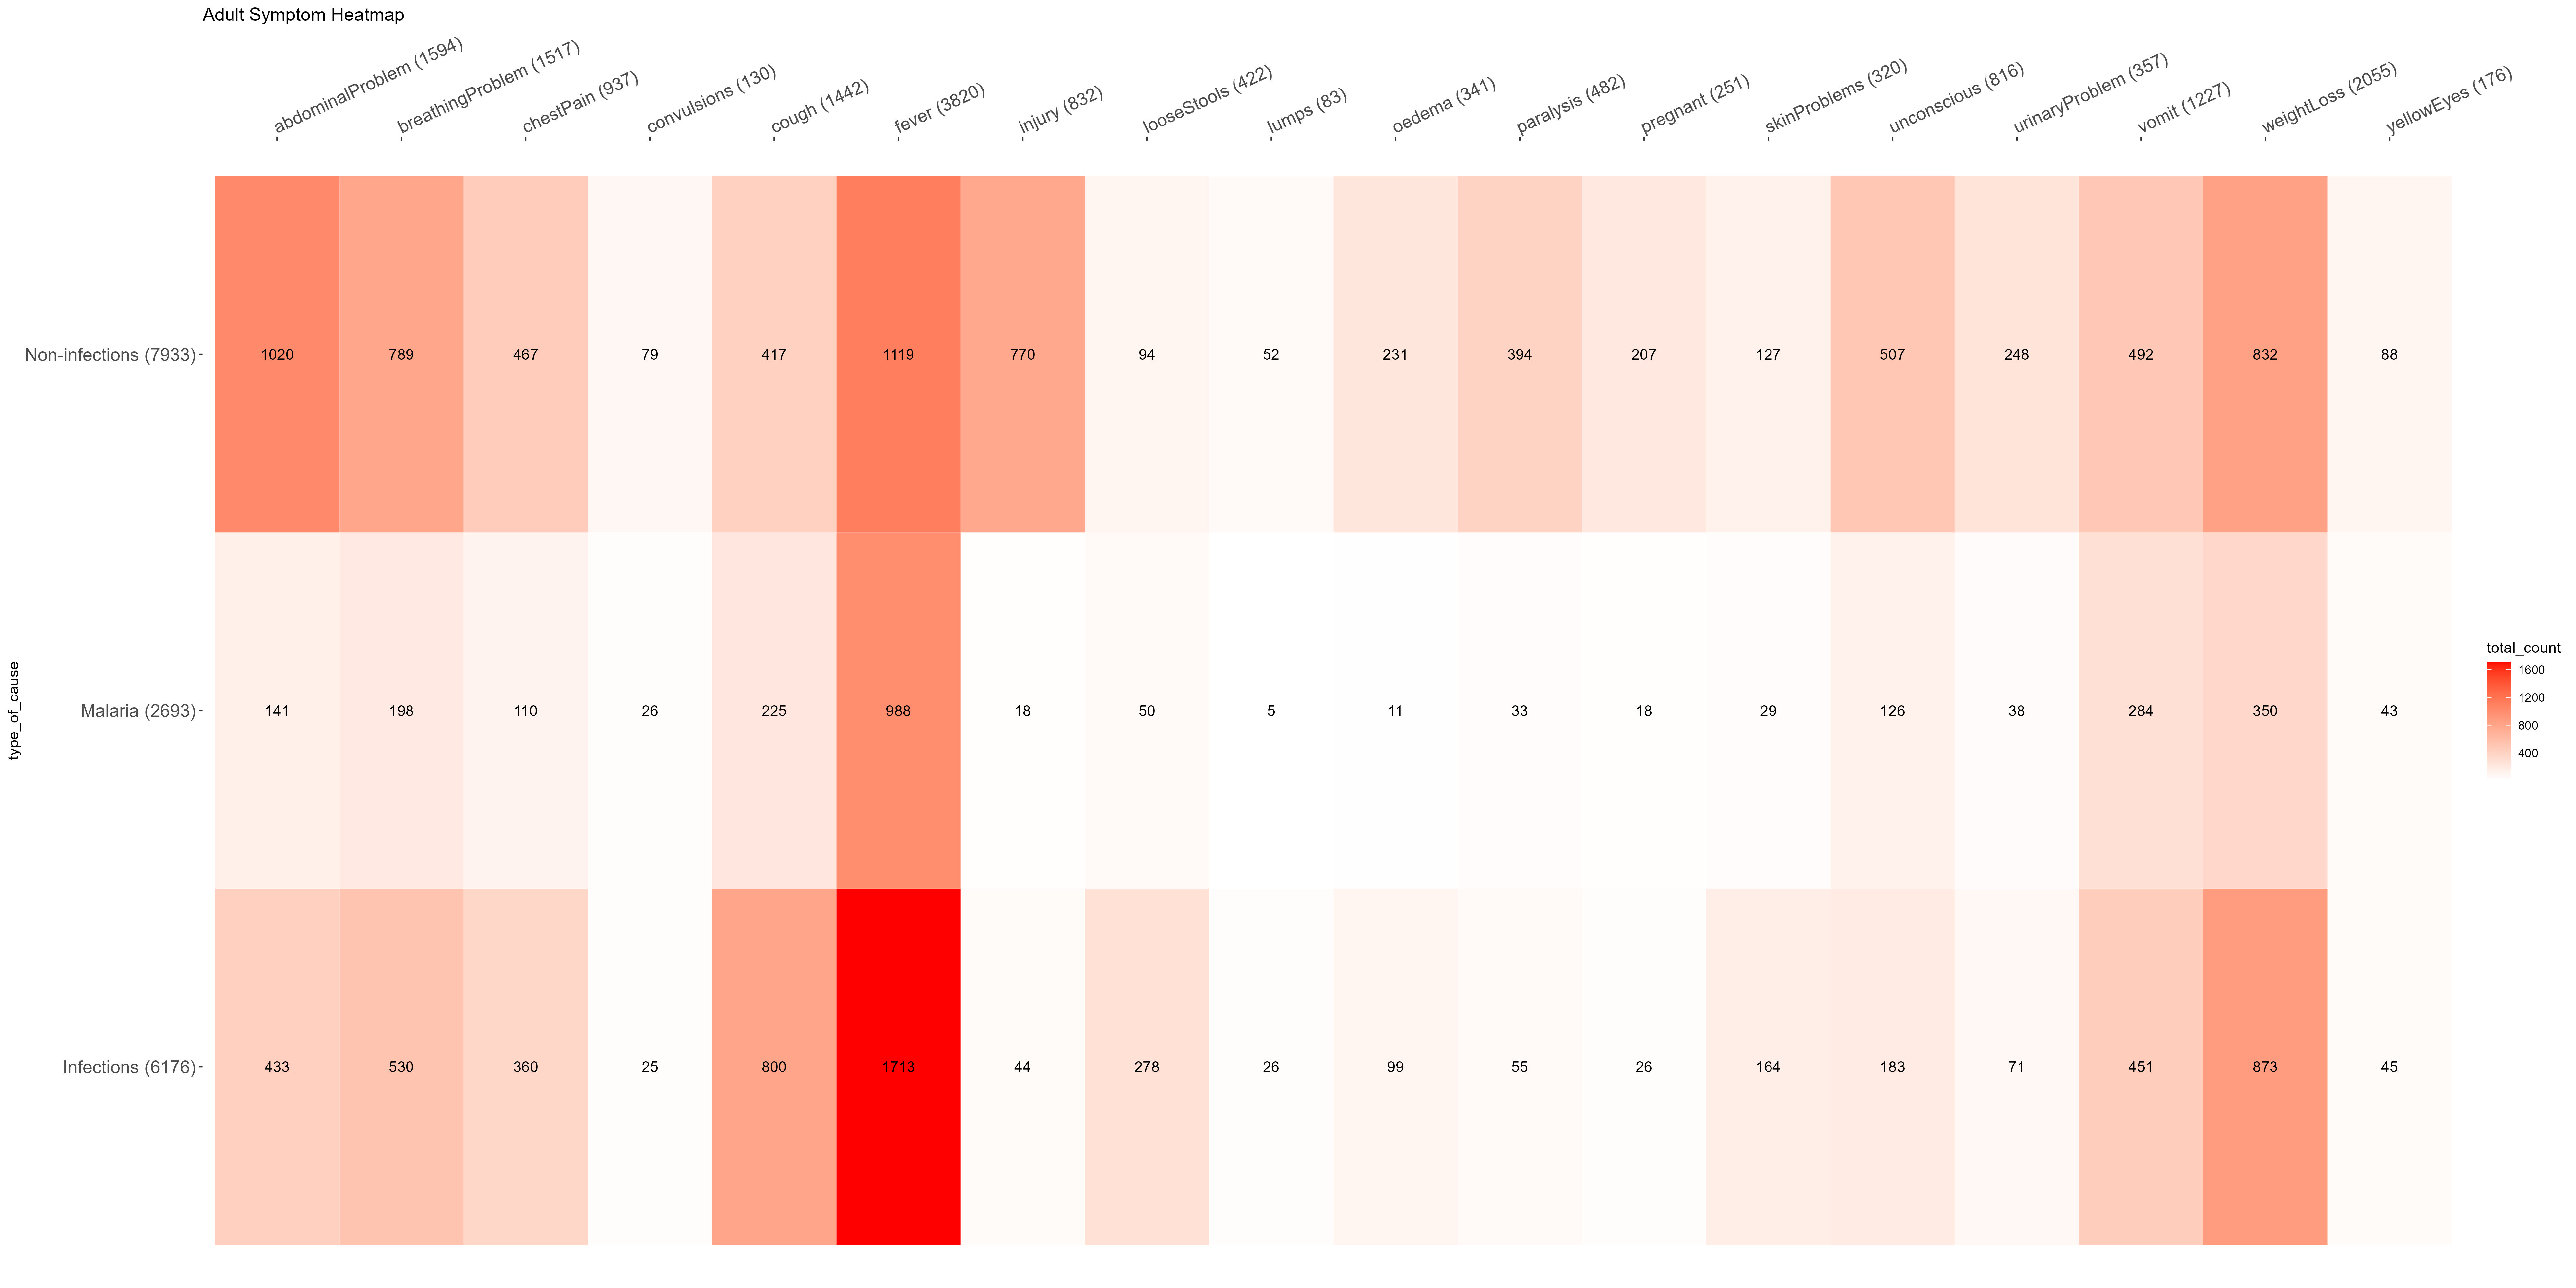 Adult Symptom Heatmap
abdominalProblem (1594)
breathingProblem (1517)
chestPain (937)
convulsions (130)
cough (1442)
fever (3820)
injury (832)
looseStools (422)
lumps (83)
oedema (341)
paralysis (482)
pregnant (251)
skinProblems (320)
unconscious (816)
urinaryProblem (357)
vomit (1227)
weightLoss (2055)
yellowEyes (176)
type_of_cause
Non-infections (7933)
1020 789 467 79 417 1119 770 94 52 231 394 207 127 507 248 492 832 88
Malaria (2693)
141 198 110 26 225 988 18 50 5 11 33 18 29 126 38 284 350 43
Infections (6176)
433 530 360 25 800 1713 44 278 26 99 55 26 164 183 71 451 873 45
total_count
1600
1200
800
400